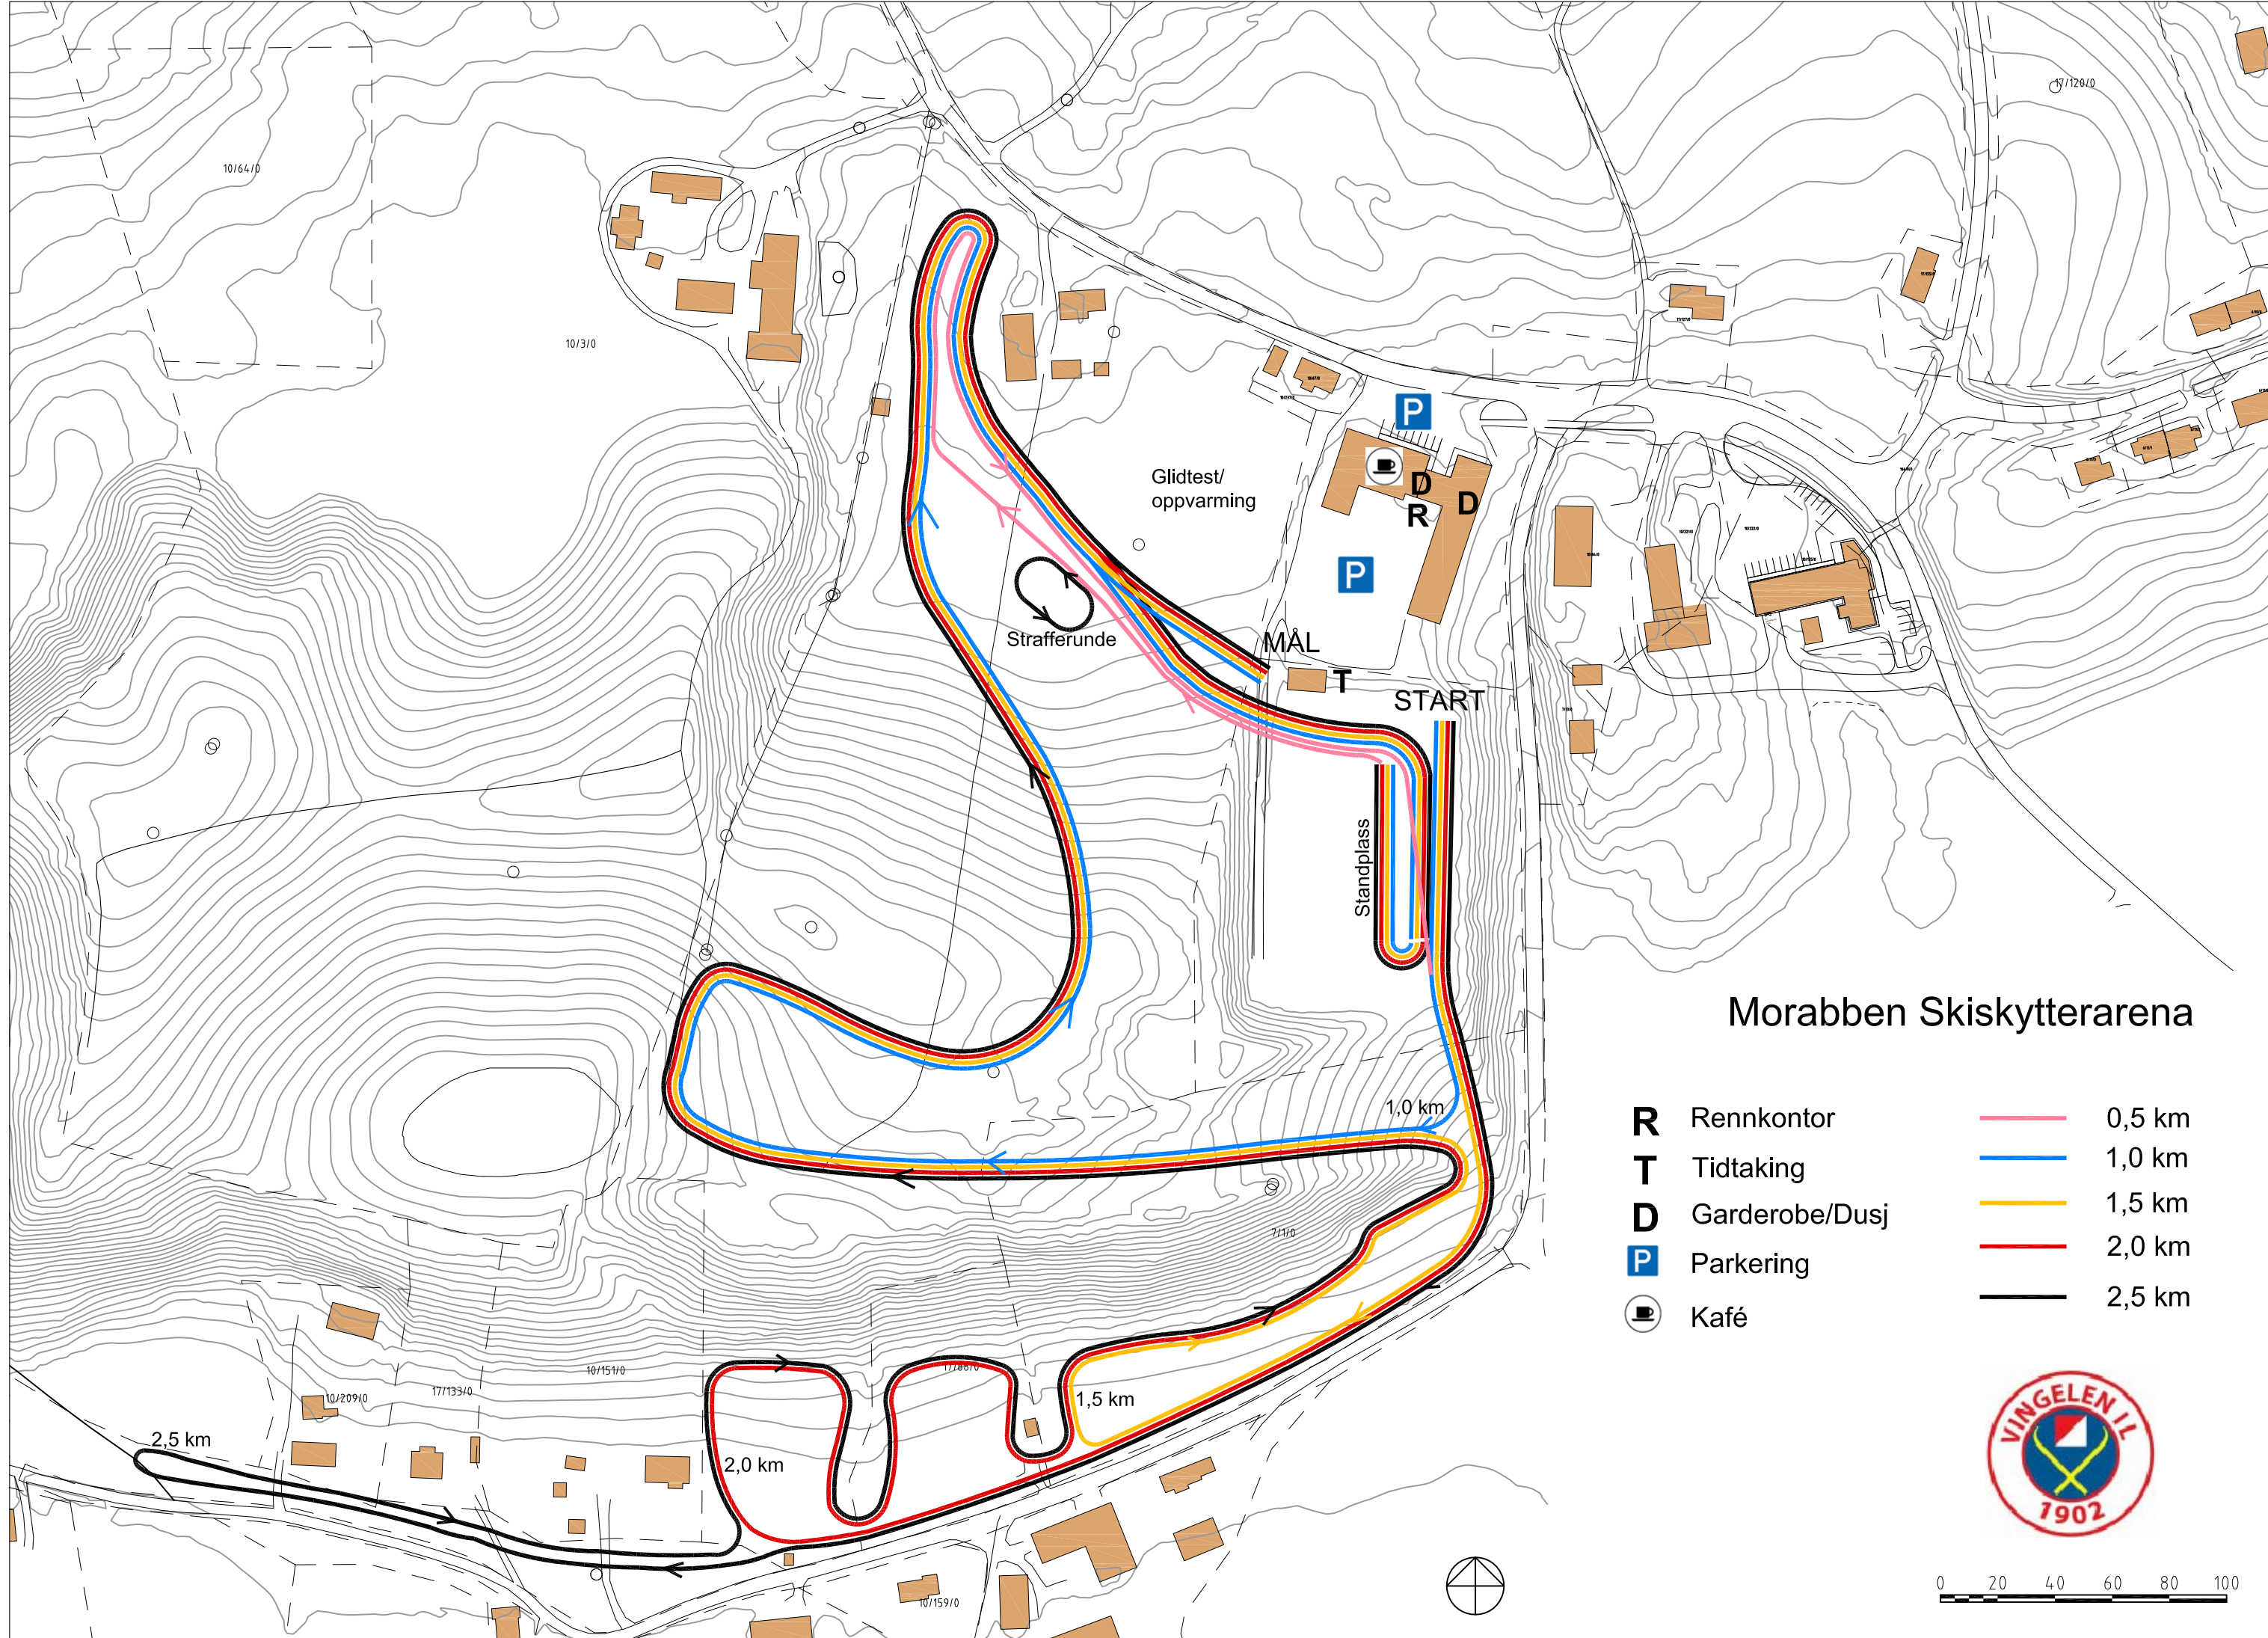 17/120/0
10/64/0
10/3/0
P
Glidtest/
oppvarming
D
D
R
P
Strafferunde
MÅL
T
START
Standplass
Morabben Skiskytterarena
1,0 km
R Rennkontor
T Tidtaking
D Garderobe/Dusj
P Parkering
Kafé
0,5 km
1,0 km
1,5 km
2,0 km
2,5 km
7/1/0
10/151/0
17/133/0
10/209/0
1,5 km
2,5 km
2,0 km
VINGELEN IL
1902
0 20 40 60 80 100
10/159/0